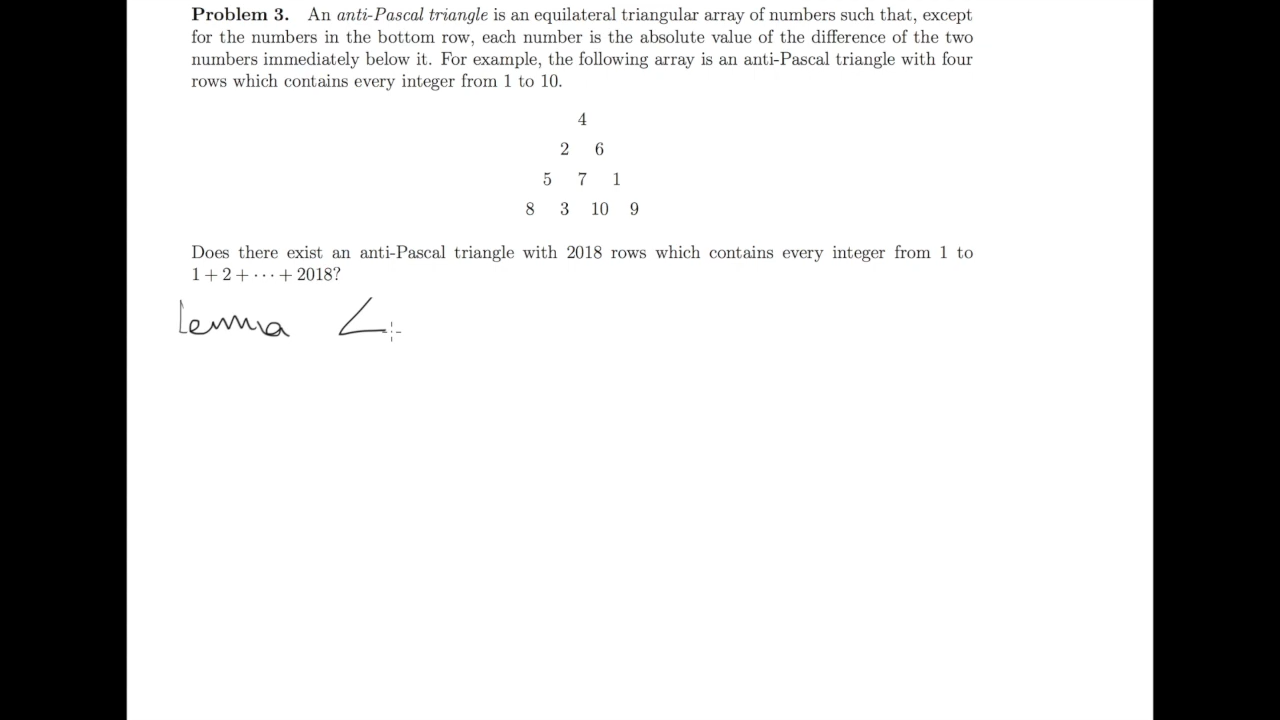 Problem 3. An anti-Pascal triangle is an equilateral triangular array of numbers such that, except
for the numbers in the bottom row, each number is the absolute value of the difference of the two
numbers immediately below it. For example, the following array is an anti-Pascal triangle with four
rows which contains every integer from 1 to 10.
4
2 6
5 7 1
8 3 10 9
Does there exist an anti-Pascal triangle with 2018 rows which contains every integer from 1 to
1 + 2 + · · · + 2018?
Lemma